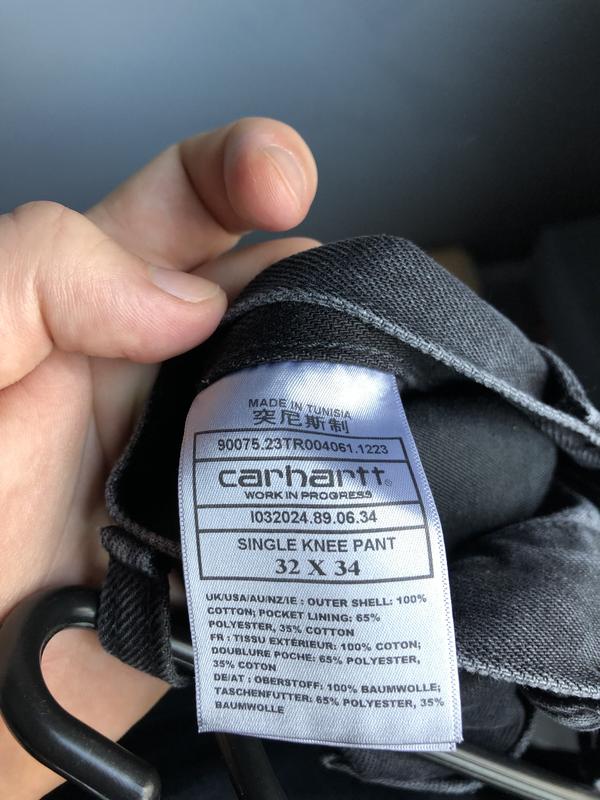 MADE IN TUNISIA
突尼斯制
90075.23TR004061.1223
carhartt®
WORK IN PROGRESS
I032024.89.06.34
SINGLE KNEE PANT
32 X 34
UK/USA/AU/NZ/IE : OUTER SHELL: 100%
COTTON; POCKET LINING: 65%
POLYESTER, 35% COTTON
FR : TISSU EXTÉRIEUR: 100% COTON;
DOUBLURE POCHE: 65% POLYESTER,
35% COTON
DE/AT : OBERSTOFF: 100% BAUMWOLLE;
TASCHENFUTTER: 65% POLYESTER, 35%
BAUMWOLLE